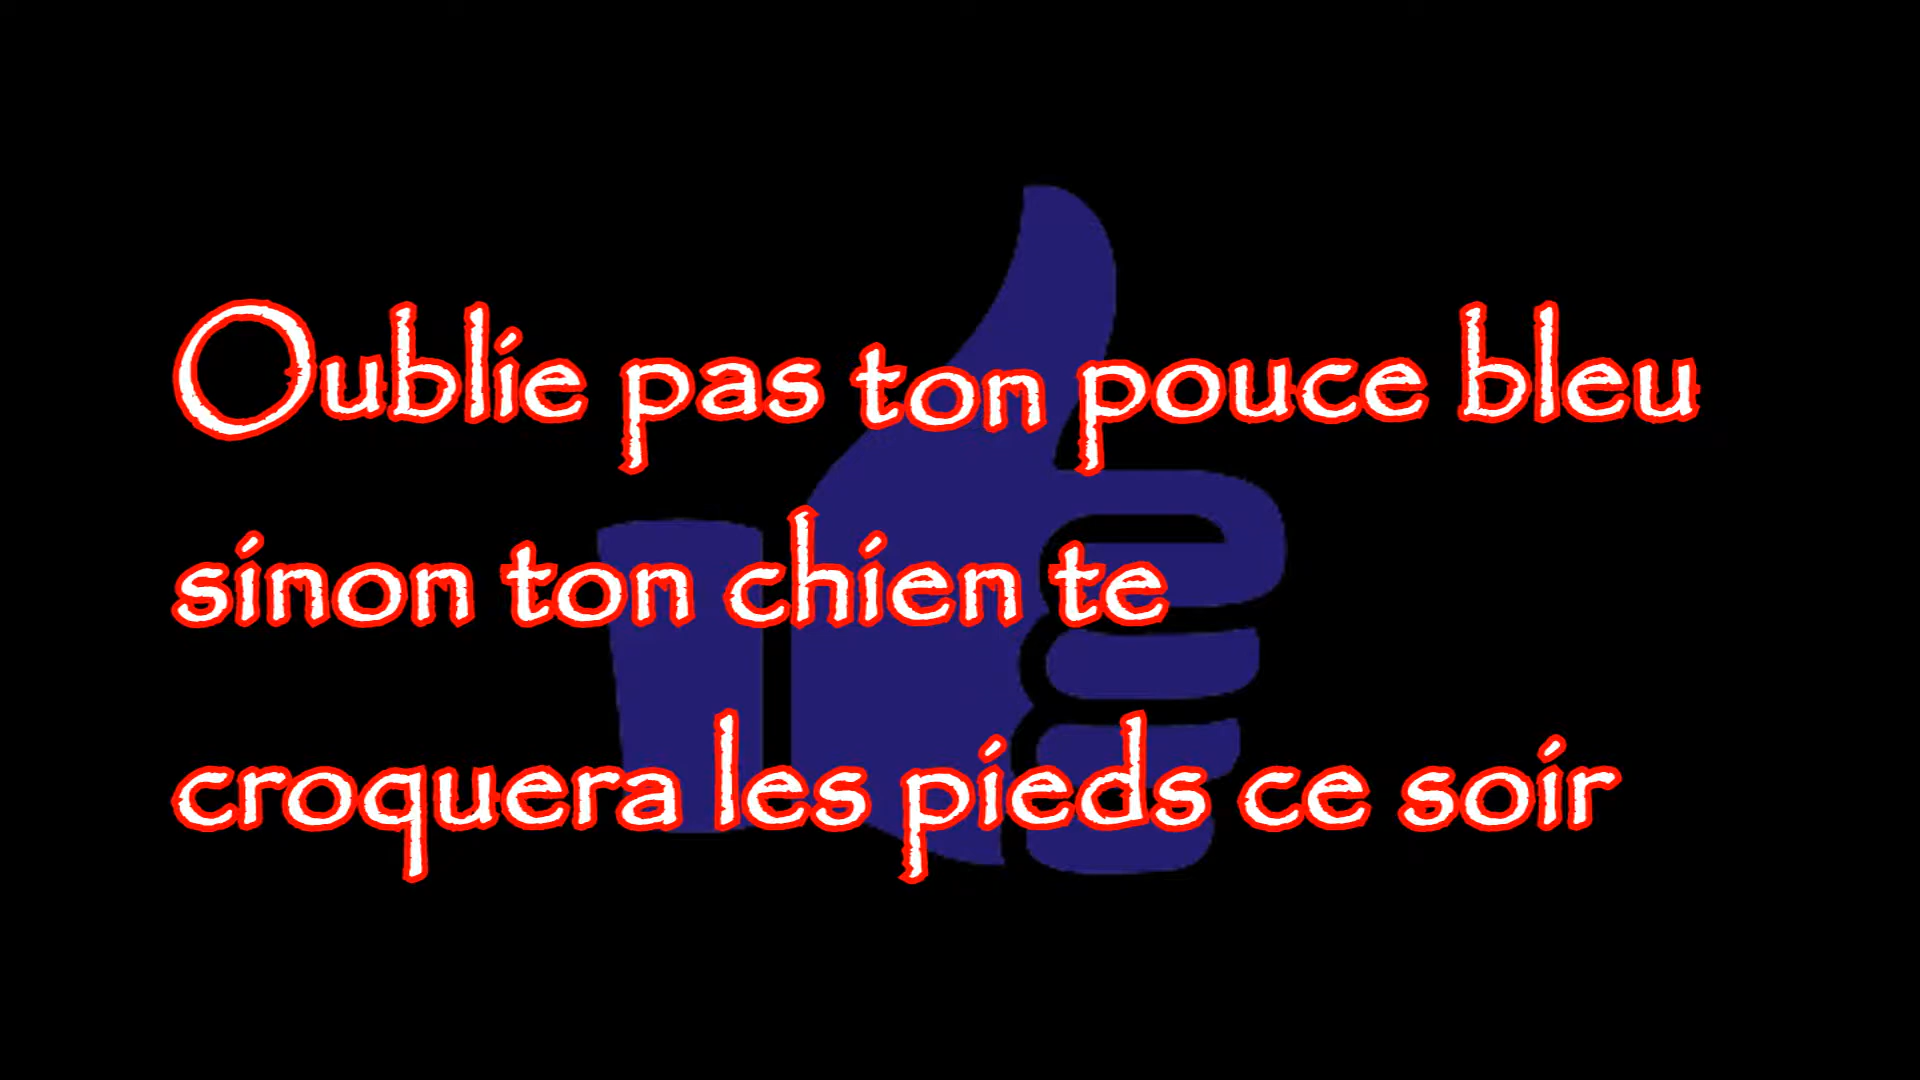 Oublie pas ton pouce bleu
sinon ton chien te
croquera les pieds ce soir